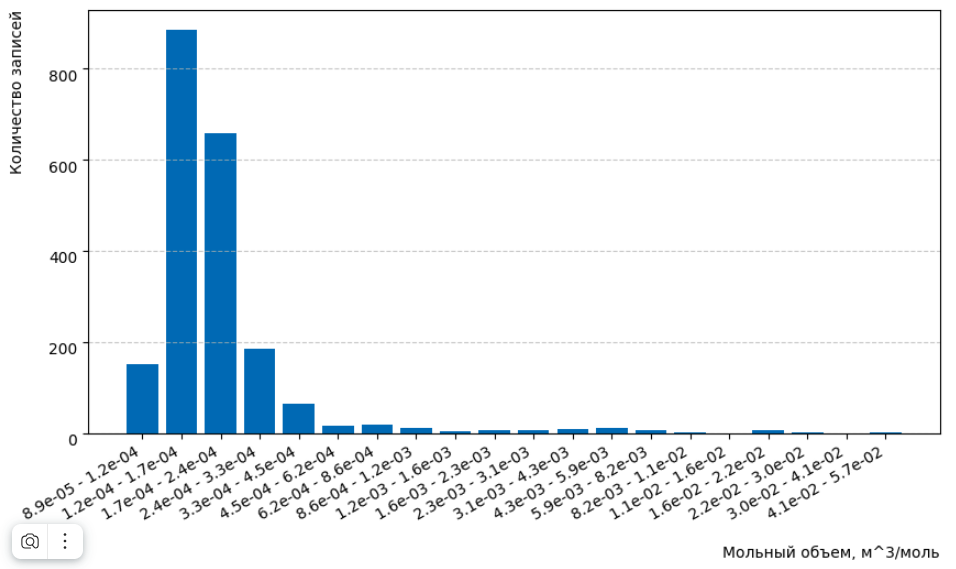 Количество записей
800
600
400
200
0
8.9e-05 - 1.2e-04
1.2e-04 - 1.7e-04
1.7e-04 - 2.4e-04
2.4e-04 - 3.3e-04
3.3e-04 - 4.5e-04
4.5e-04 - 6.2e-04
6.2e-04 - 8.6e-04
8.6e-04 - 1.2e-03
1.2e-03 - 1.6e-03
1.6e-03 - 2.3e-03
2.3e-03 - 3.1e-03
3.1e-03 - 4.3e-03
4.3e-03 - 5.9e-03
5.9e-03 - 8.2e-03
8.2e-03 - 1.1e-02
1.1e-02 - 1.6e-02
1.6e-02 - 2.2e-02
2.2e-02 - 3.0e-02
3.0e-02 - 4.1e-02
4.1e-02 - 5.7e-02
Мольный объем, м^3/моль